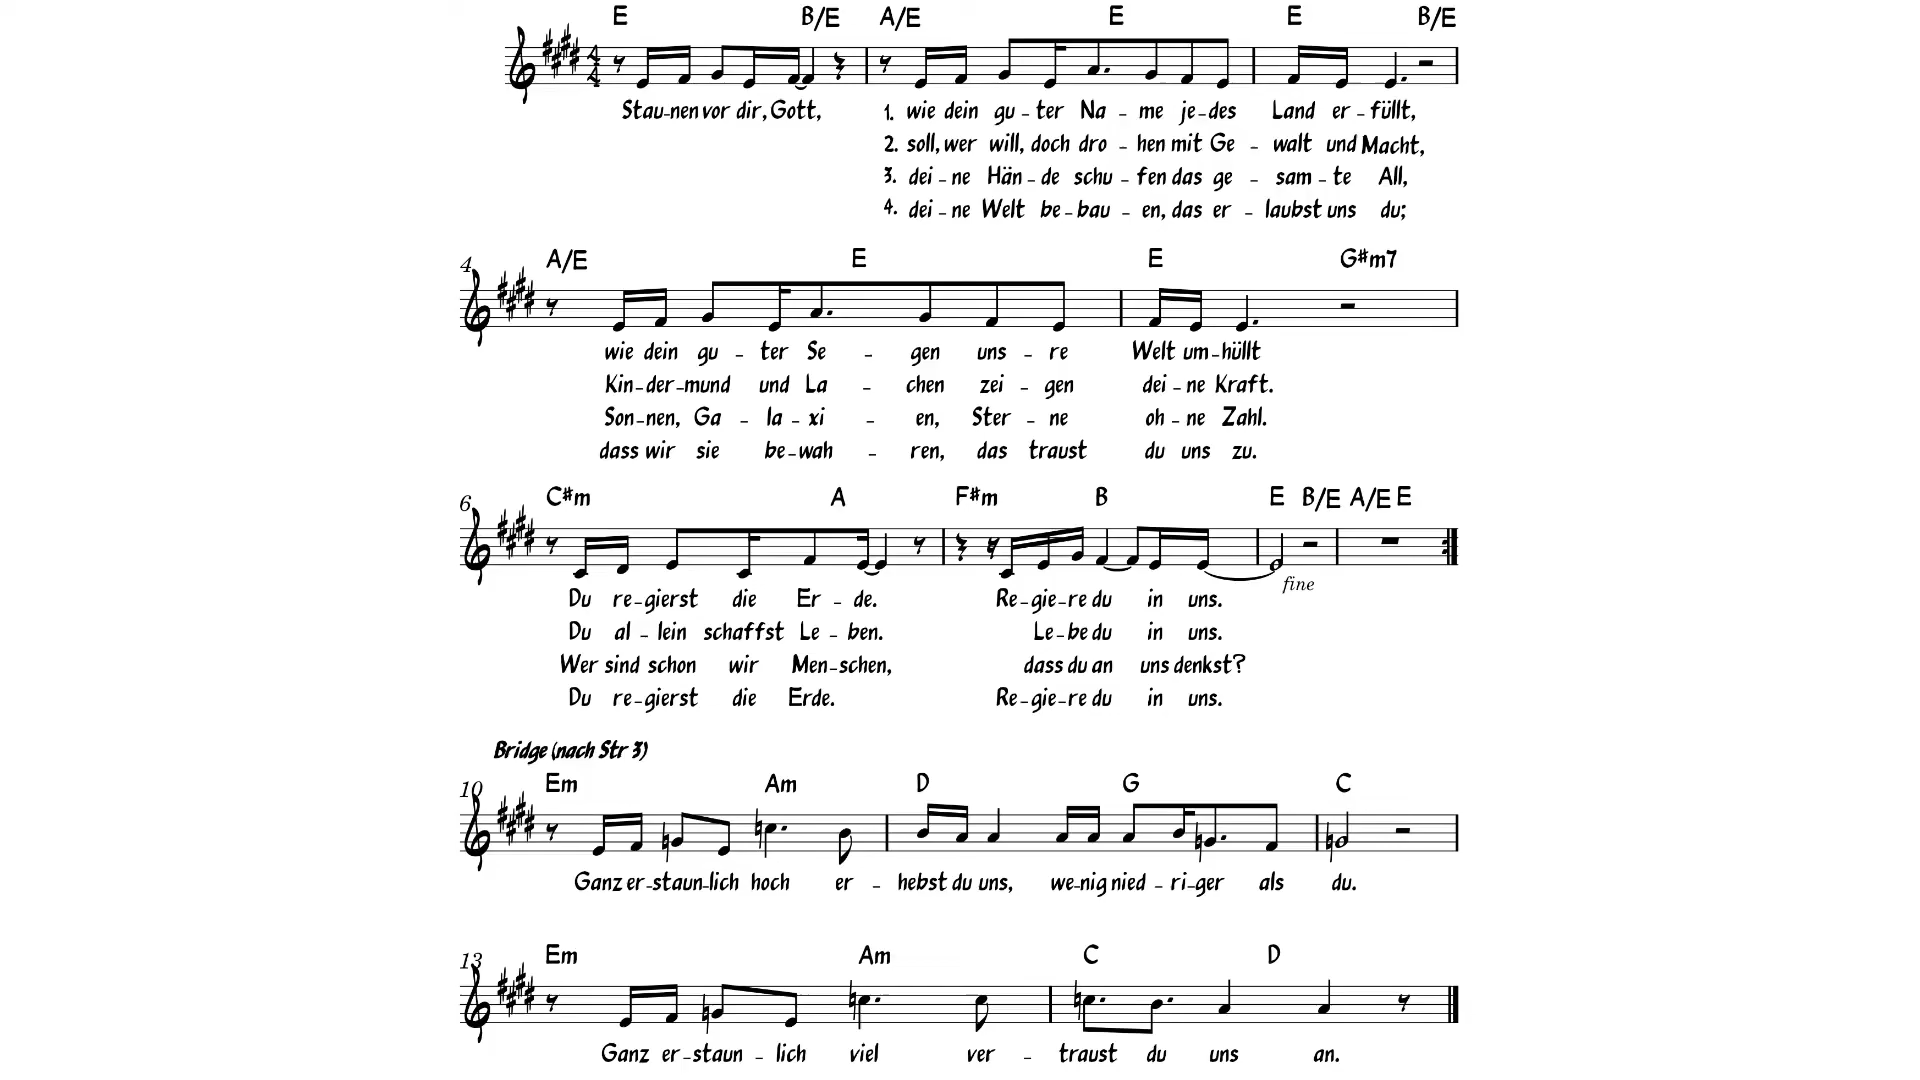 E B/E A/E E E B/E
4 4
Stau-nen vor dir, Gott, 1. wie dein gu-ter Na-me je-des Land er-füllt,
2. soll, wer will, doch dro-hen mit Ge-walt und Macht,
3. dei-ne Hän-de schu-fen das ge-sam-te All,
4. dei-ne Welt be-bau-en, das er-laubst uns du;
4 A/E E E G#m7
wie dein gu-ter Se-gen uns-re Welt um-hüllt
Kin-der-mund und La-chen zei-gen dei-ne Kraft.
Son-nen, Ga-la-xi-en, Ster-ne oh-ne Zahl.
dass wir sie be-wah-ren, das traust du uns zu.
6 C#m A F#m B E B/E A/E E
fine
Du re-gierst die Er-de. Re-gie-re du in uns.
Du al-lein schaffst Le-ben. Le-be du in uns.
Wer sind schon wir Men-schen, dass du an uns denkst?
Du re-gierst die Erde. Re-gie-re du in uns.
Bridge (nach Str 3)
10 Em Am D G C
Ganz er-staun-lich hoch er-hebst du uns, we-nig nied-ri-ger als du.
13 Em Am C D
Ganz er-staun-lich viel ver-traust du uns an.